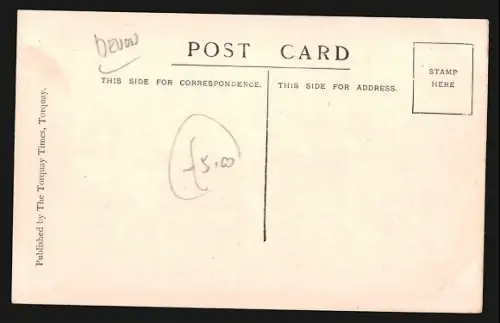 DEVON
POST CARD
THIS SIDE FOR CORRESPONDENCE.
THIS SIDE FOR ADDRESS.
STAMP
HERE
£5.00
Published by The Torquay Times, Torquay.